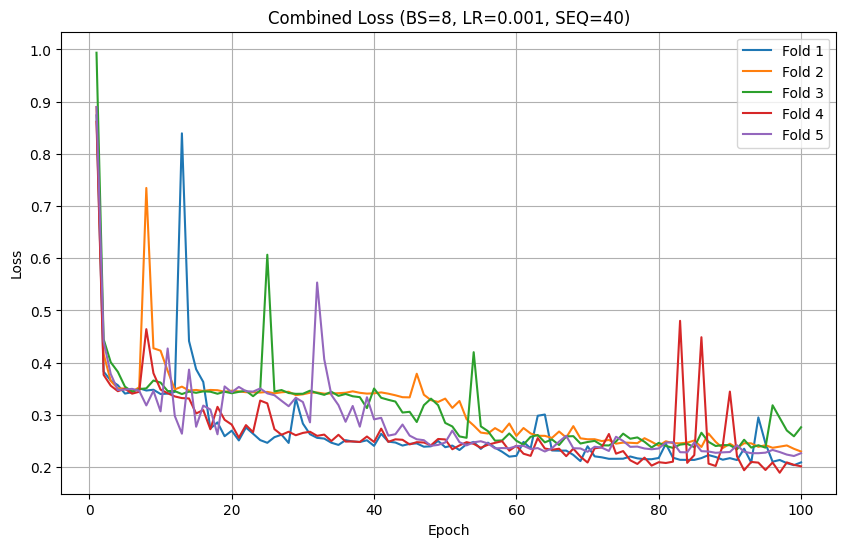 Combined Loss (BS=8, LR=0.001, SEQ=40)
Loss
1.0
0.9
0.8
0.7
0.6
0.5
0.4
0.3
0.2
Fold 1
Fold 2
Fold 3
Fold 4
Fold 5
0 20 40 60 80 100
Epoch